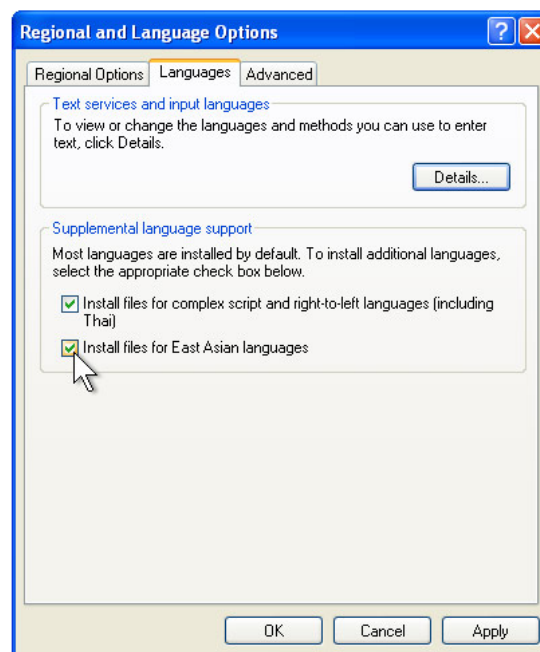 Regional and Language Options
Regional Options Languages Advanced
Text services and input languages
To view or change the languages and methods you can use to enter
text, click Details.
Details...
Supplemental language support
Most languages are installed by default. To install additional languages,
select the appropriate check box below.
Install files for complex script and right-to-left languages (including
Thai)
Install files for East Asian languages
OK Cancel Apply